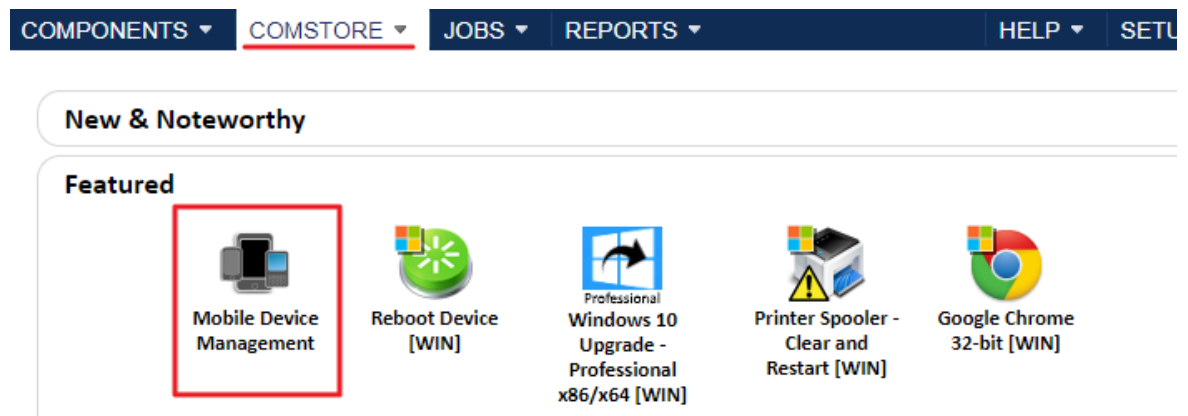 COMPONENTS COMSTORE JOBS REPORTS HELP
New & Noteworthy
Featured
Mobile Device
Management
Reboot Device
[WIN]
Professional
Windows 10
Upgrade -
Professional
x86/x64 [WIN]
Printer Spooler -
Clear and
Restart [WIN]
Google Chrome
32-bit [WIN]